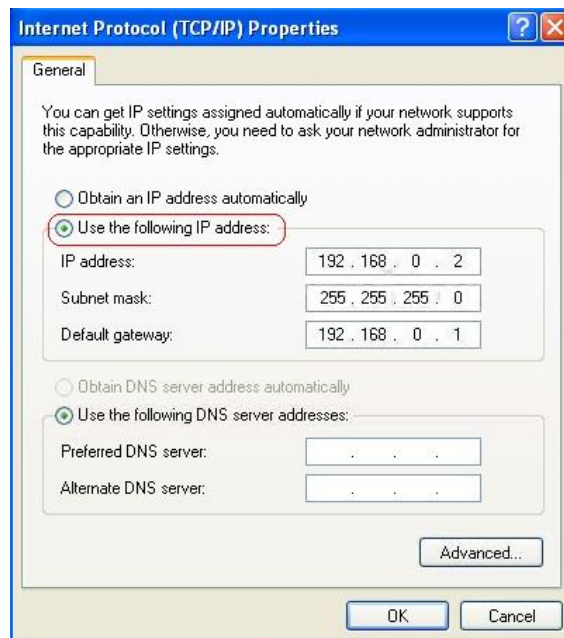 Internet Protocol (TCP/IP) Properties
General
You can get IP settings assigned automatically if your network supports
this capability. Otherwise, you need to ask your network administrator for
the appropriate IP settings.
Obtain an IP address automatically
Use the following IP address:
IP address: 192 . 168 . 0 . 2
Subnet mask: 255 . 255 . 255 . 0
Default gateway: 192 . 168 . 0 . 1
Obtain DNS server address automatically
Use the following DNS server addresses:
Preferred DNS server: . . .
Alternate DNS server: . . .
Advanced...
OK Cancel